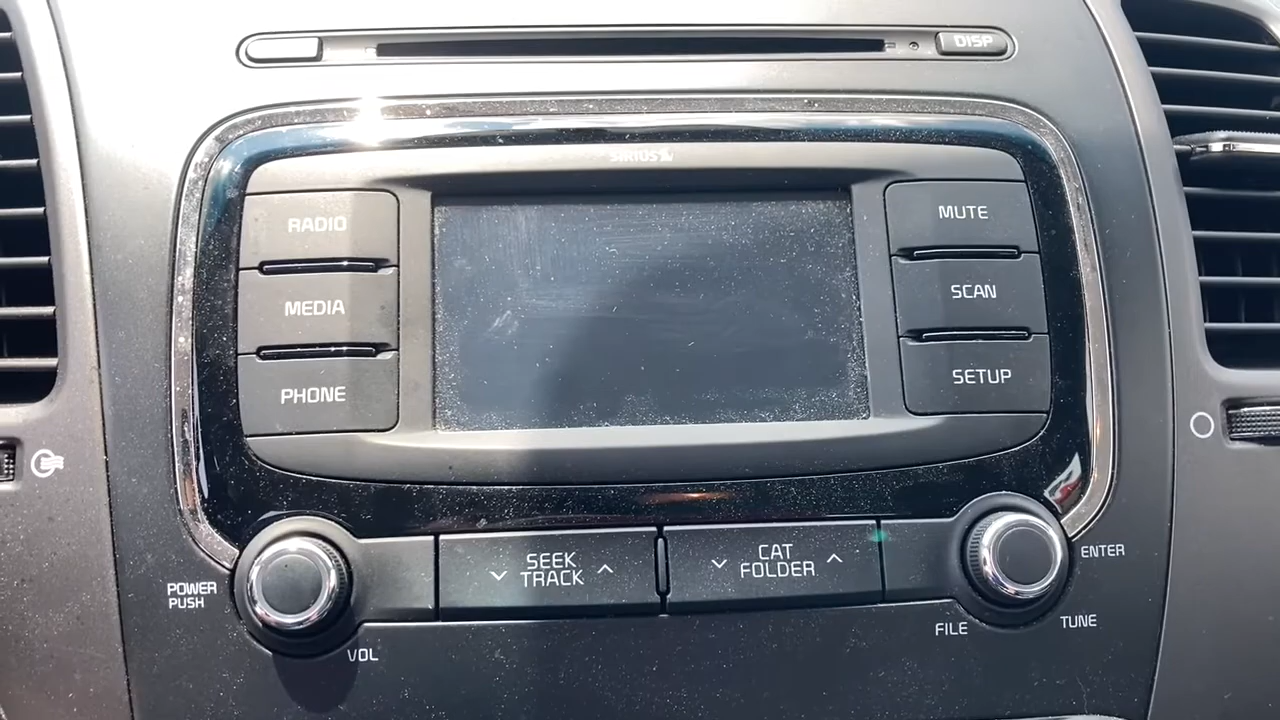 DISP
SIRIUS
RADIO
MEDIA
PHONE
MUTE
SCAN
SETUP
POWER
PUSH
VOL
SEEK
TRACK
CAT
FOLDER
ENTER
FILE
TUNE